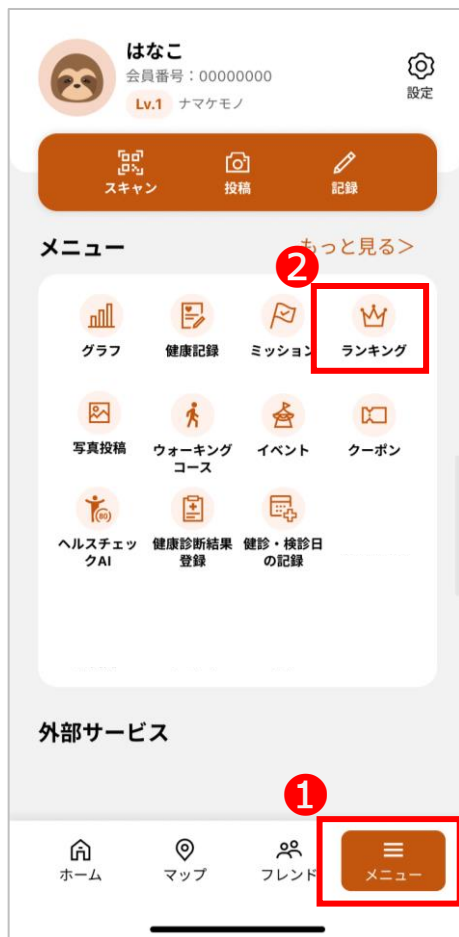 はなこ
会員番号：00000000
Lv.1 ナマケモノ
設定
スキャン 投稿 記録
メニュー もっと見る＞
2
グラフ 健康記録 ミッション ランキング
写真投稿 ウォーキング イベント クーポン
コース
ヘルスチェッ 健康診断結果 健診・検診日
クAI 登録 の記録
外部サービス
1
ホーム マップ フレンド メニュー